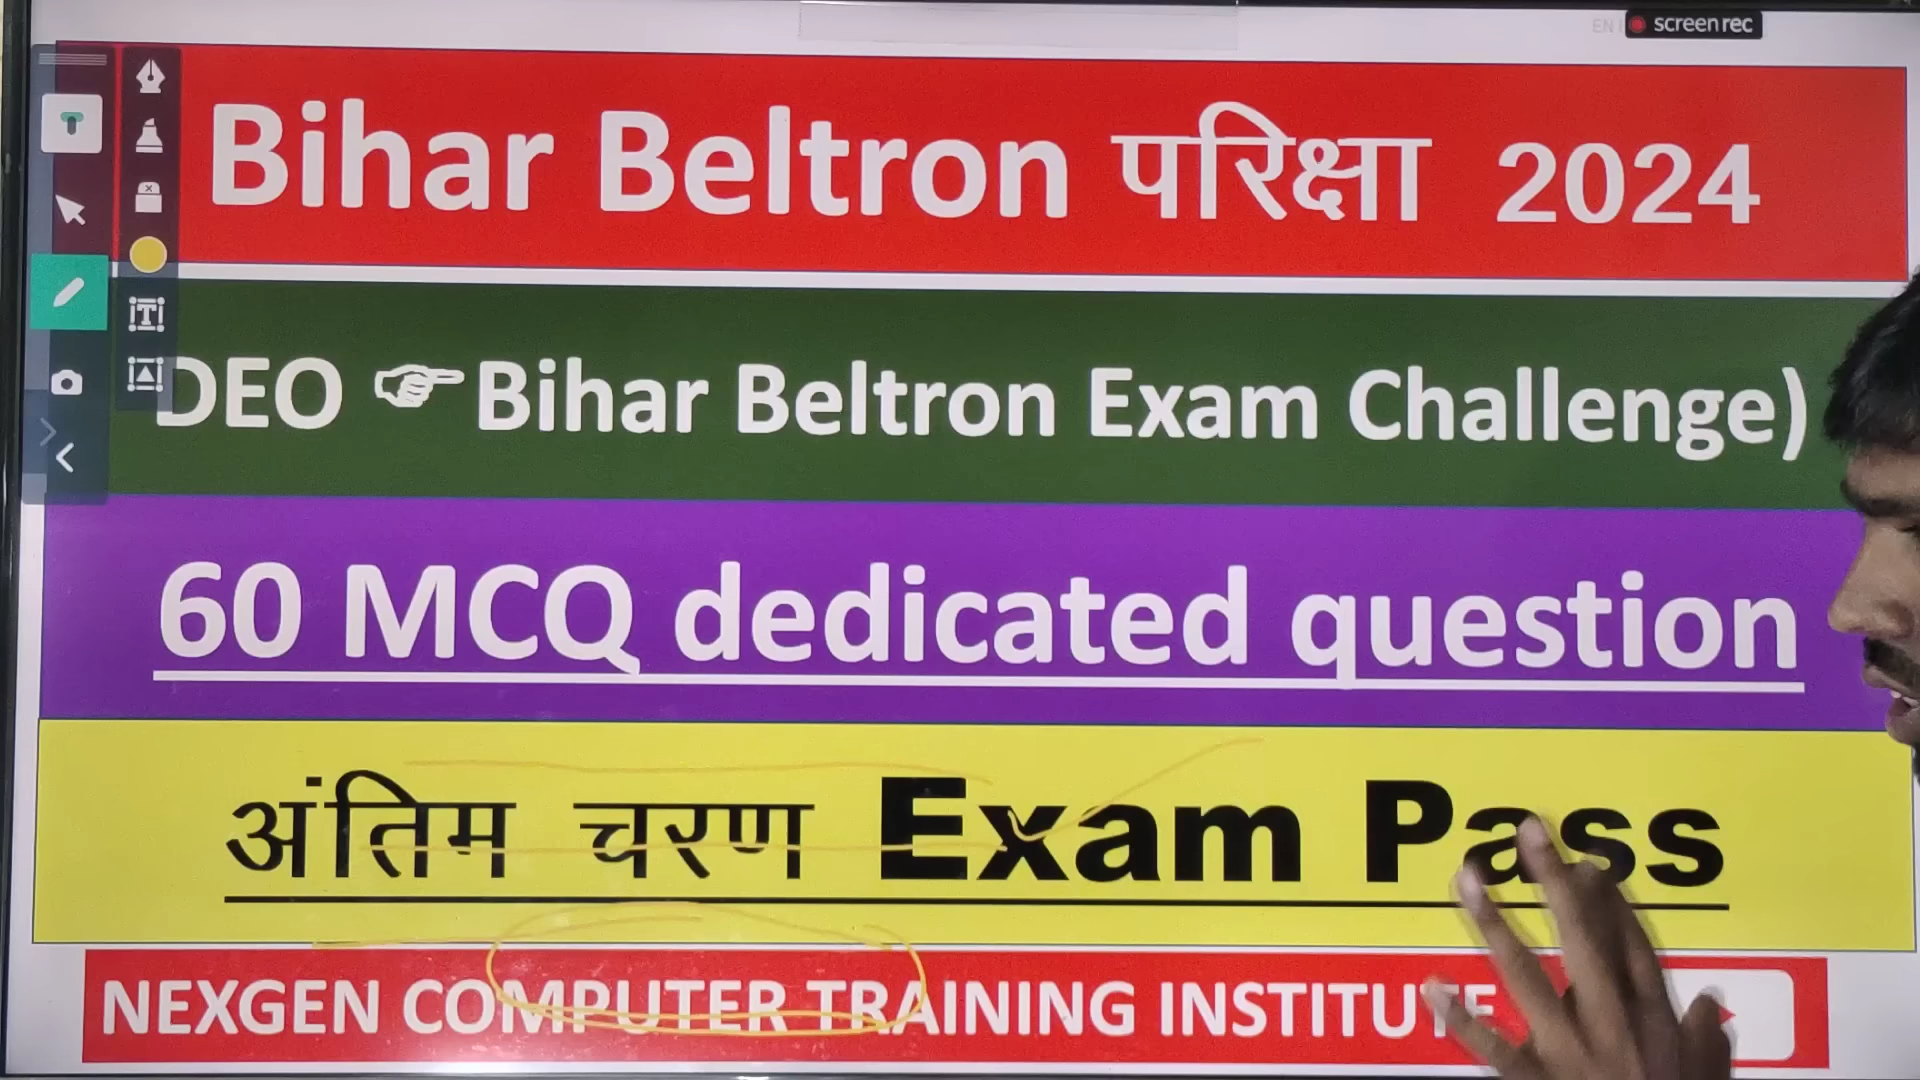 screenrec
Bihar Beltron परिक्षा 2024
DEO Bihar Beltron Exam Challenge)
60 MCQ dedicated question
अंतिम चरण Exam Pass
NEXGEN COMPUTER TRAINING INSTITUTE